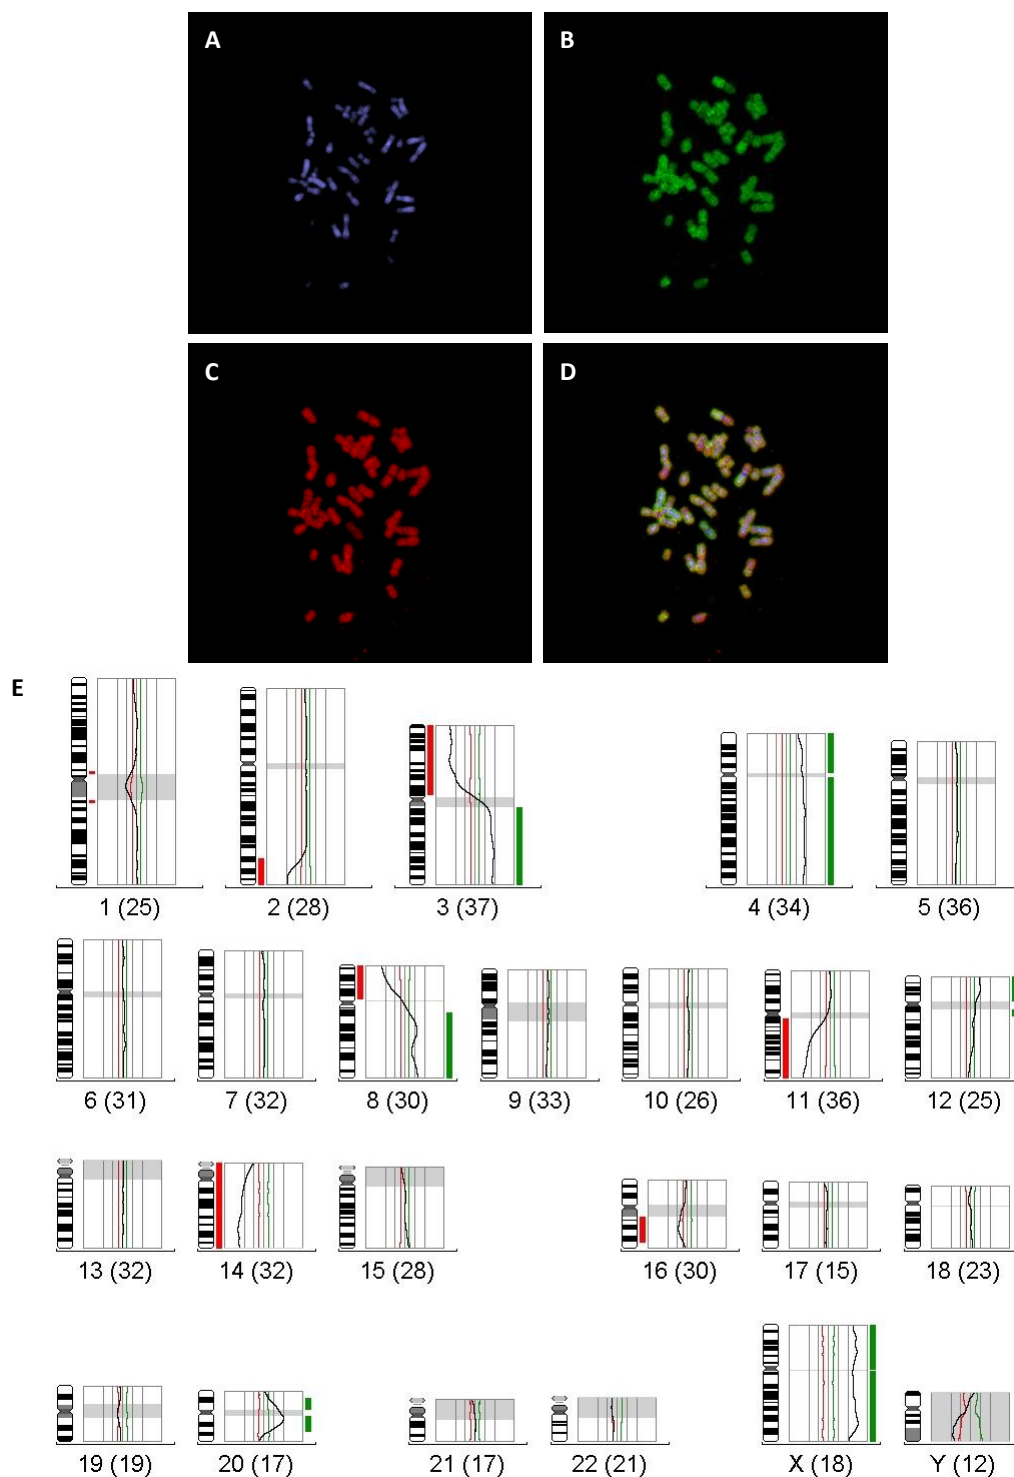 A B
C D
E
1 (25) 2 (28) 3 (37) 4 (34) 5 (36)
6 (31) 7 (32) 8 (30) 9 (33) 10 (26) 11 (36) 12 (25)
13 (32) 14 (32) 15 (28) 16 (30) 17 (15) 18 (23)
19 (19) 20 (17) 21 (17) 22 (21) X (18) Y (12)